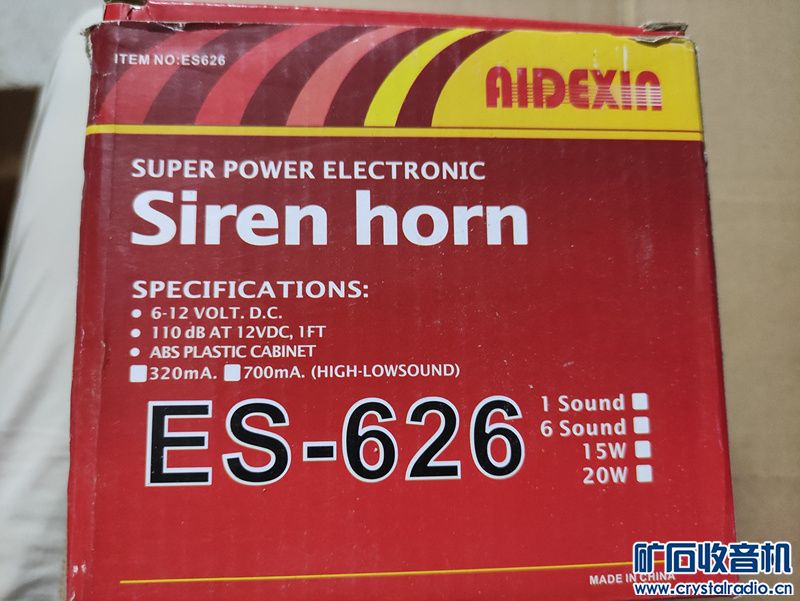 ITEM NO:ES626
AIDEXIN
SUPER POWER ELECTRONIC
Siren horn
SPECIFICATIONS:
• 6-12 VOLT. D.C.
• 110 dB AT 12VDC, 1FT
• ABS PLASTIC CABINET
320mA. 700mA. (HIGH-LOWSOUND)
ES-626
1 Sound
6 Sound
15W
20W
MADE IN CHINA
矿石收音机
www.crystalradio.cn